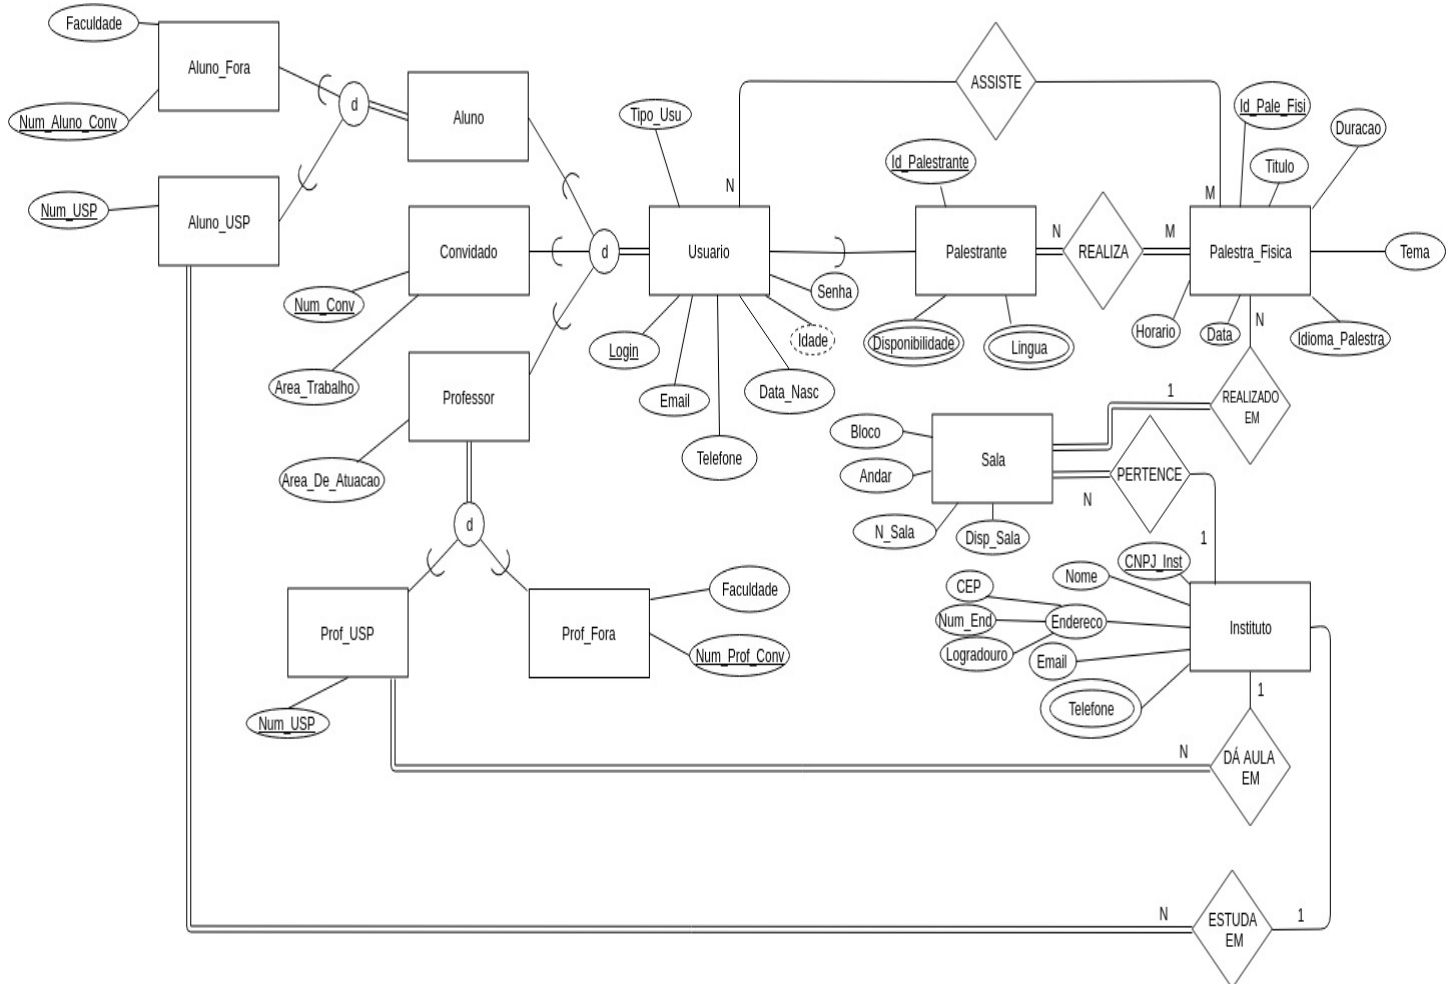 Faculdade
Aluno_Fora
Num_Aluno_Conv
d
Aluno
Num_USP
Aluno_USP
Convidado
Num_Conv
Area_Trabalho
d
Professor
Area_De_Atuacao
d
Prof_USP
Num_USP
Prof_Fora
Faculdade
Num_Prof_Conv
Tipo_Usu
Usuario
Senha
Idade
Login
Email
Data_Nasc
Telefone
N
ASSISTE
M
Id_Palestrante
Palestrante
Disponibilidade
Lingua
N
REALIZA
M
Id_Pale_Fisi
Duracao
Titulo
Palestra_Fisica
Tema
Horario
Data
Idioma_Palestra
N
REALIZADO
EM
1
Bloco
Andar
Sala
N_Sala
Disp_Sala
N
PERTENCE
1
CNPJ_Inst
Nome
CEP
Num_End
Endereco
Logradouro
Email
Telefone
Instituto
1
DÁ AULA
EM
N
N
ESTUDA
EM
1